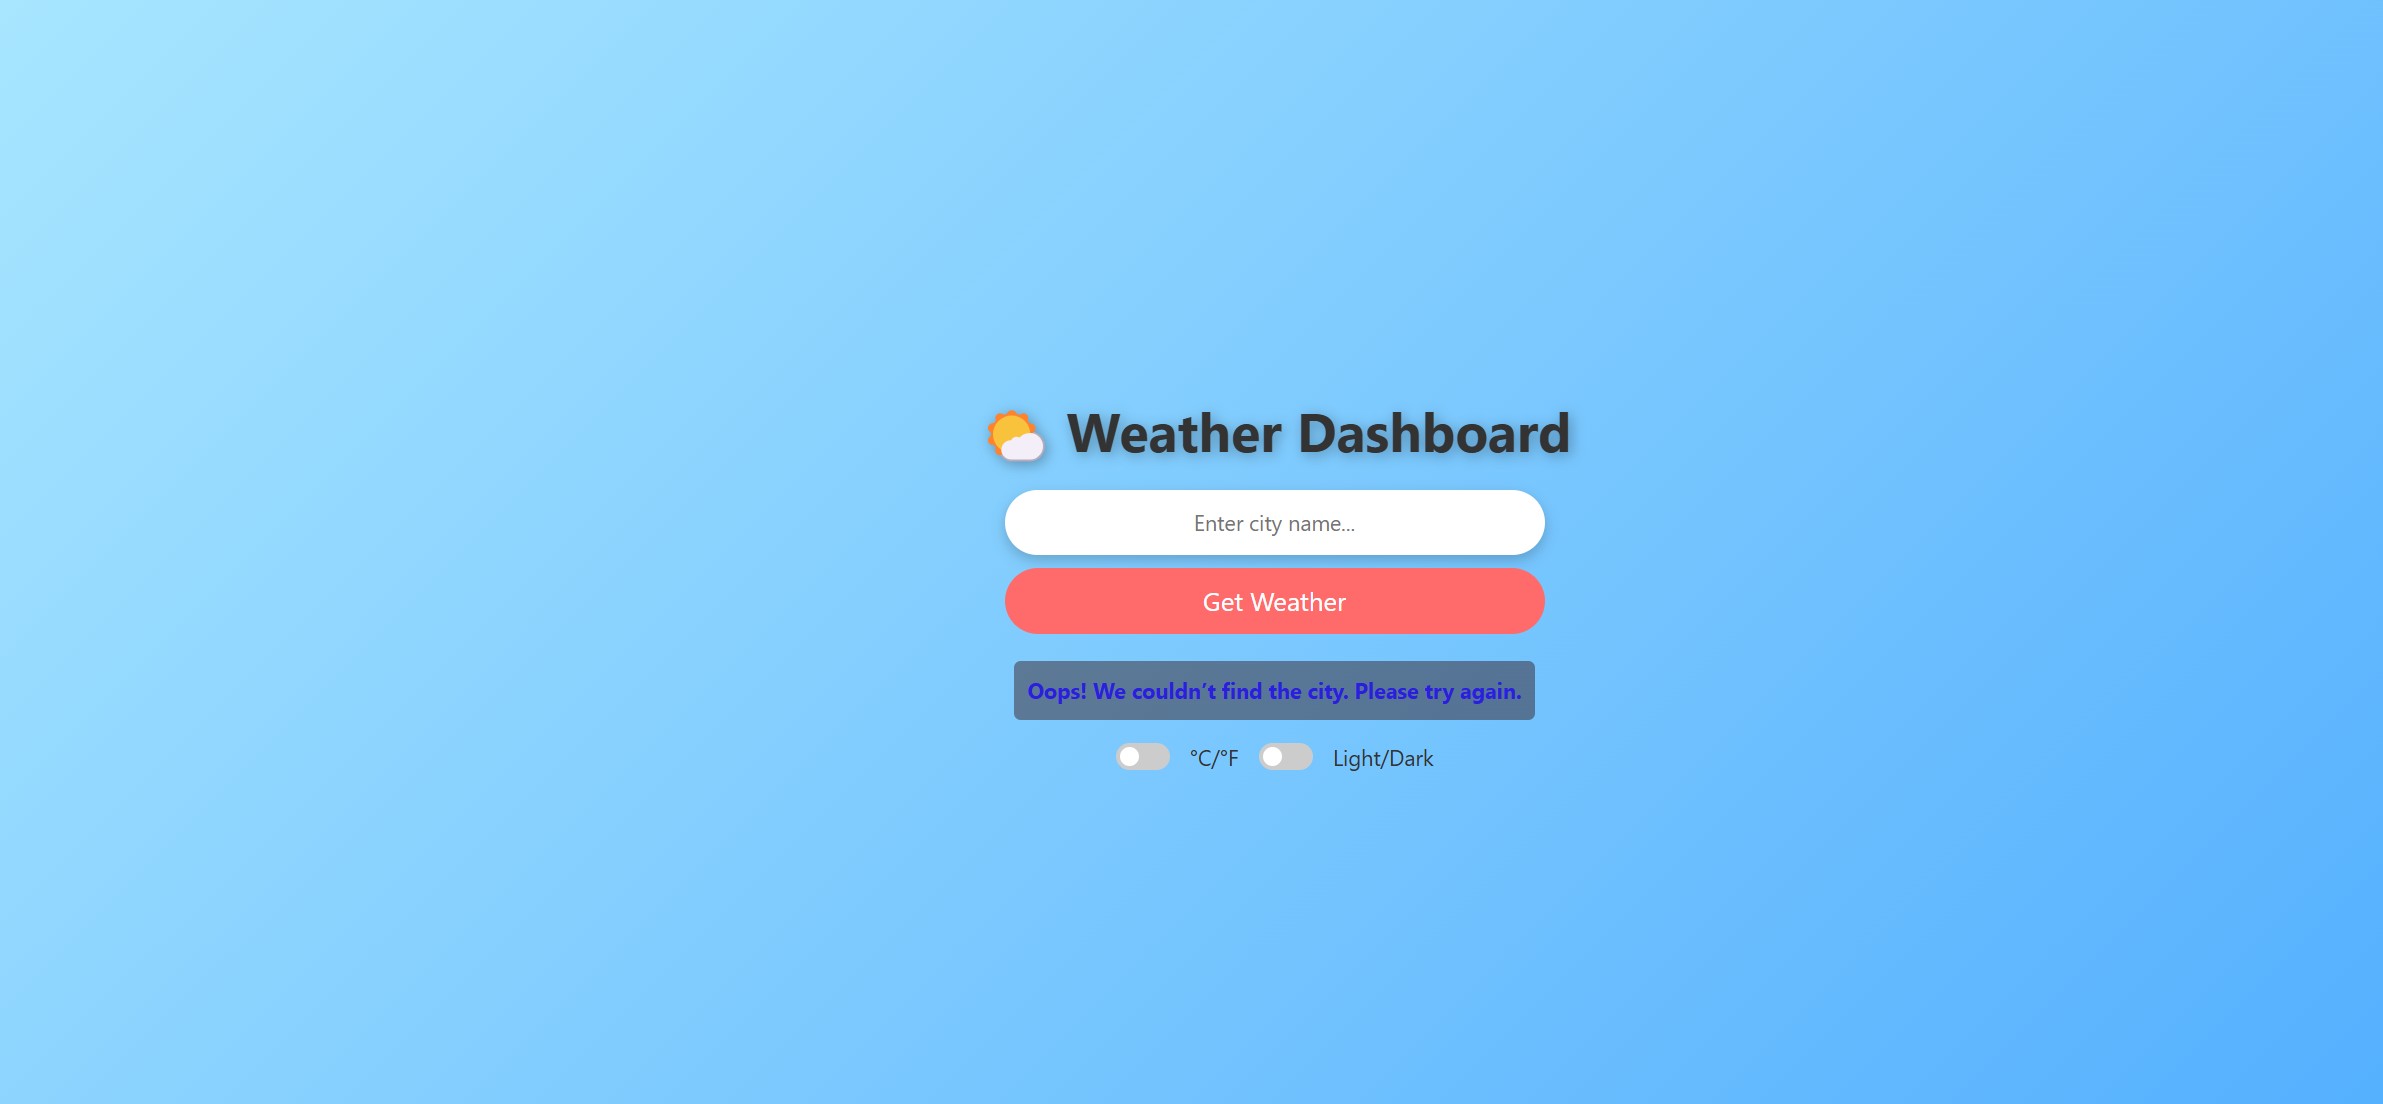 Weather Dashboard
Enter city name...
Get Weather
Oops! We couldn’t find the city. Please try again.
°C/°F Light/Dark